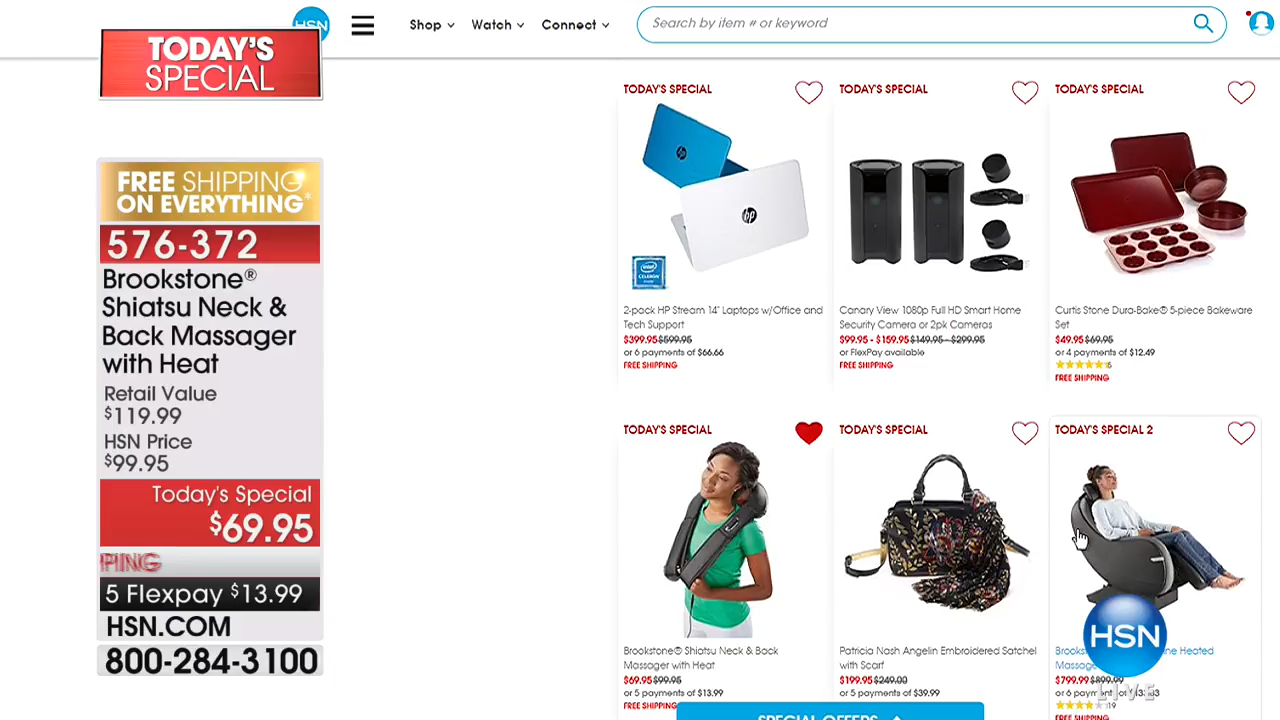 HSN
Shop
Watch
Connect
Search by item # or keyword
TODAY'S
SPECIAL
FREE SHIPPING
ON EVERYTHING*
576-372
Brookstone®
Shiatsu Neck &
Back Massager
with Heat
Retail Value
$119.99
HSN Price
$99.95
Today's Special
$69.95
PING
5 Flexpay $13.99
HSN.COM
800-284-3100
TODAY'S SPECIAL
hp
hp
intel
CELERON
2-pack HP Stream 14" Laptops w/Office and
Tech Support
$399.95 $599.95
or 6 payments of $66.66
FREE SHIPPING
TODAY'S SPECIAL
Canary View 1080p Full HD Smart Home
Security Camera or 2pk Cameras
$99.95 - $159.95 $149.95 - $299.95
or FlexPay available
FREE SHIPPING
TODAY'S SPECIAL
Curtis Stone Dura-Bake® 5-piece Bakeware
Set
$49.95 $69.95
or 4 payments of $12.49
6
FREE SHIPPING
TODAY'S SPECIAL
Brookstone® Shiatsu Neck & Back
Massager with Heat
$69.95 $99.95
or 5 payments of $13.99
FREE SHIPPING
TODAY'S SPECIAL
Patricia Nash Angelin Embroidered Satchel
with Scarf
$199.95 $249.00
or 5 payments of $39.99
TODAY'S SPECIAL 2
Heated
$799.99 $899.99
or 6 payments of
19
FREE SHIPPING
HSN
LIVE
SPECIAL OFFERS